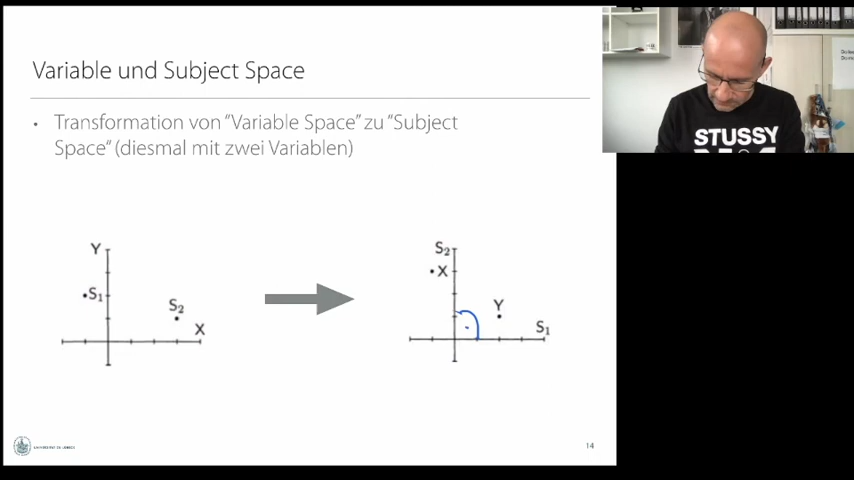 Variable und Subject Space
• Transformation von "Variable Space" zu "Subject
Space" (diesmal mit zwei Variablen)
Y
S₁
S₂
X
S₂
X
Y
S₁
14
STUSSY